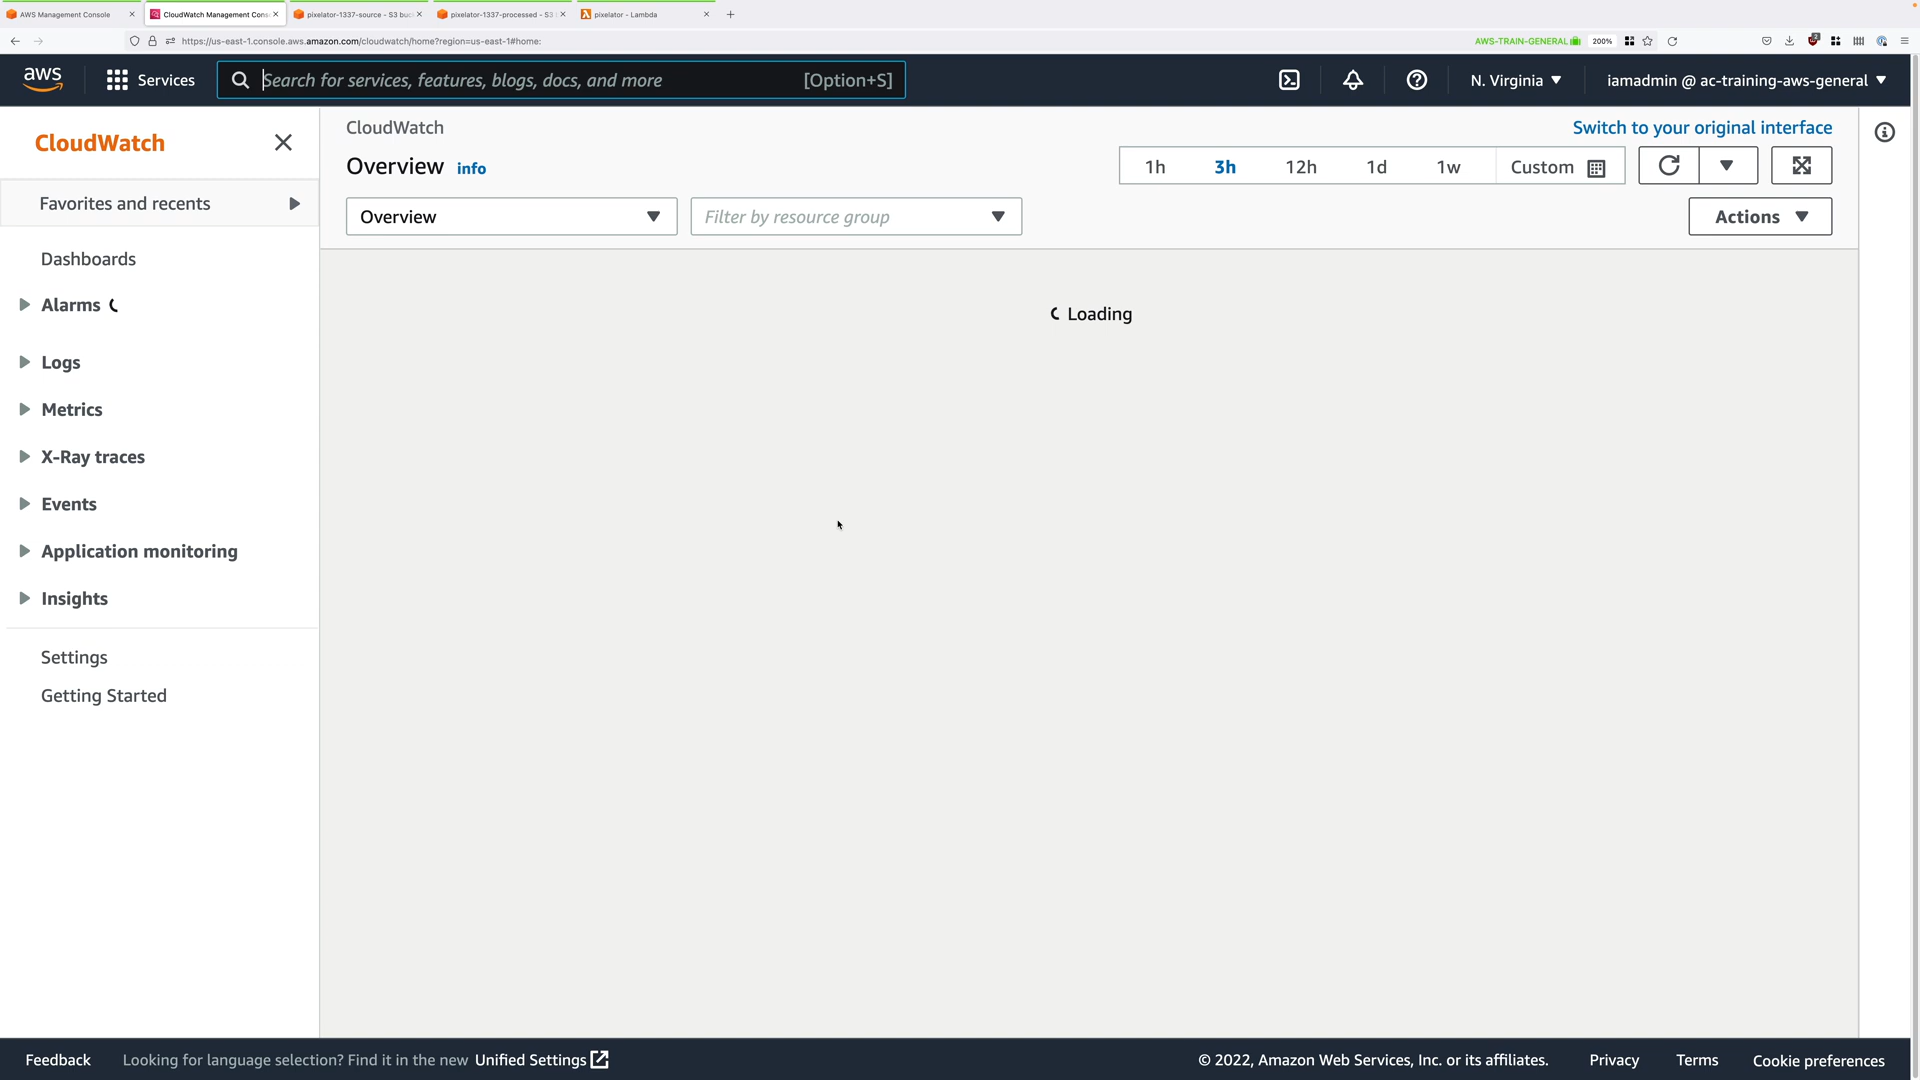 AWS Management Console
CloudWatch Management Cons
pixelator-1337-source - S3 buc
pixelator-1337-processed - S3
pixelator - Lambda
https://us-east-1.console.aws.amazon.com/cloudwatch/home?region=us-east-1#home:
AWS-TRAIN-GENERAL
200%
aws
Services
Search for services, features, blogs, docs, and more
[Option+S]
N. Virginia
iamadmin @ ac-training-aws-general
CloudWatch
Favorites and recents
Dashboards
Alarms
Logs
Metrics
X-Ray traces
Events
Application monitoring
Insights
Settings
Getting Started
CloudWatch
Switch to your original interface
Overview info
1h 3h 12h 1d 1w Custom
Overview
Filter by resource group
Actions
Loading
Feedback
Looking for language selection? Find it in the new Unified Settings
© 2022, Amazon Web Services, Inc. or its affiliates.
Privacy
Terms
Cookie preferences